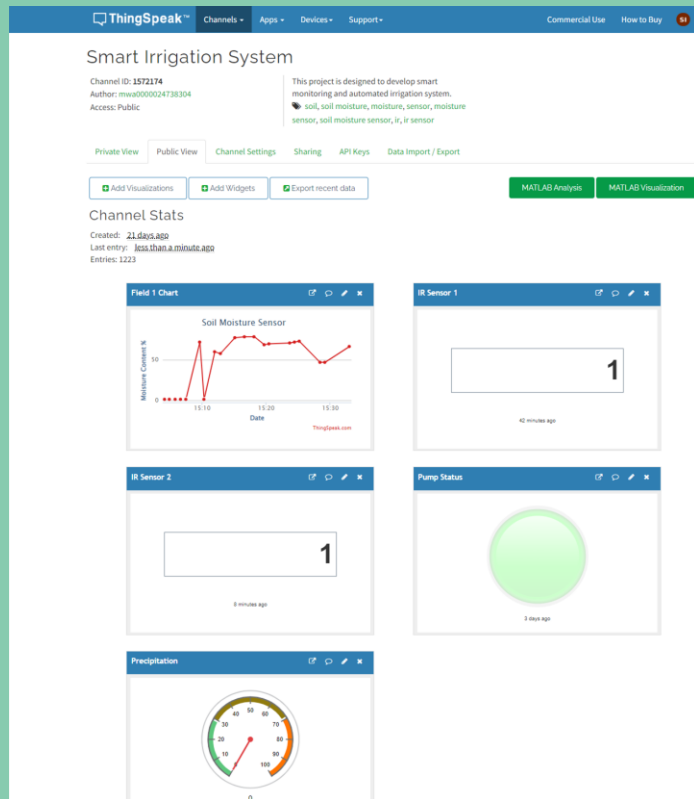 ThingSpeak™ Channels Apps Devices Support Commercial Use How to Buy SI
Smart Irrigation System
Channel ID: 1572174
Author: mwa0000024738304
Access: Public
This project is designed to develop smart
monitoring and automated irrigation system.
soil, soil moisture, moisture, sensor, moisture
sensor, soil moisture sensor, ir, ir sensor
Private View Public View Channel Settings Sharing API Keys Data Import / Export
Add Visualizations Add Widgets Export recent data MATLAB Analysis MATLAB Visualization
Channel Stats
Created: 21 days ago
Last entry: less than a minute ago
Entries: 1223
Field 1 Chart
Soil Moisture Sensor
Moisture Content %
50
0
15:10 15:20 15:30
Date
ThingSpeak.com
IR Sensor 1
1
42 minutes ago
IR Sensor 2
1
Pump Status
3 days ago
Precipitation
0 10 20 30 40 50 60 70 80 90 100
0